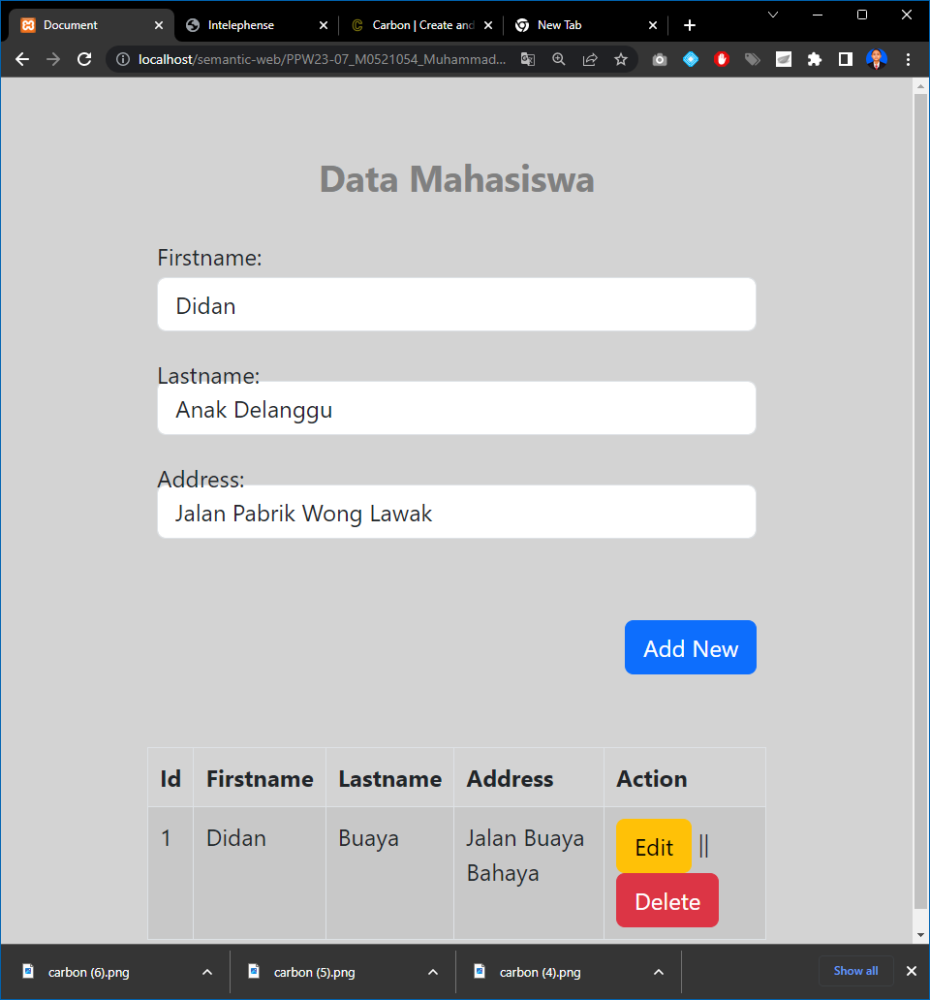 Document
Intelephense
Carbon | Create and
New Tab
localhost/semantic-web/PPW23-07_M0521054_Muhammad...
Data Mahasiswa
Firstname:
Didan
Lastname:
Anak Delanggu
Address:
Jalan Pabrik Wong Lawak
Add New
Id Firstname Lastname Address Action
1 Didan Buaya Jalan Buaya Edit ||
Bahaya Delete
carbon (6).png
carbon (5).png
carbon (4).png
Show all